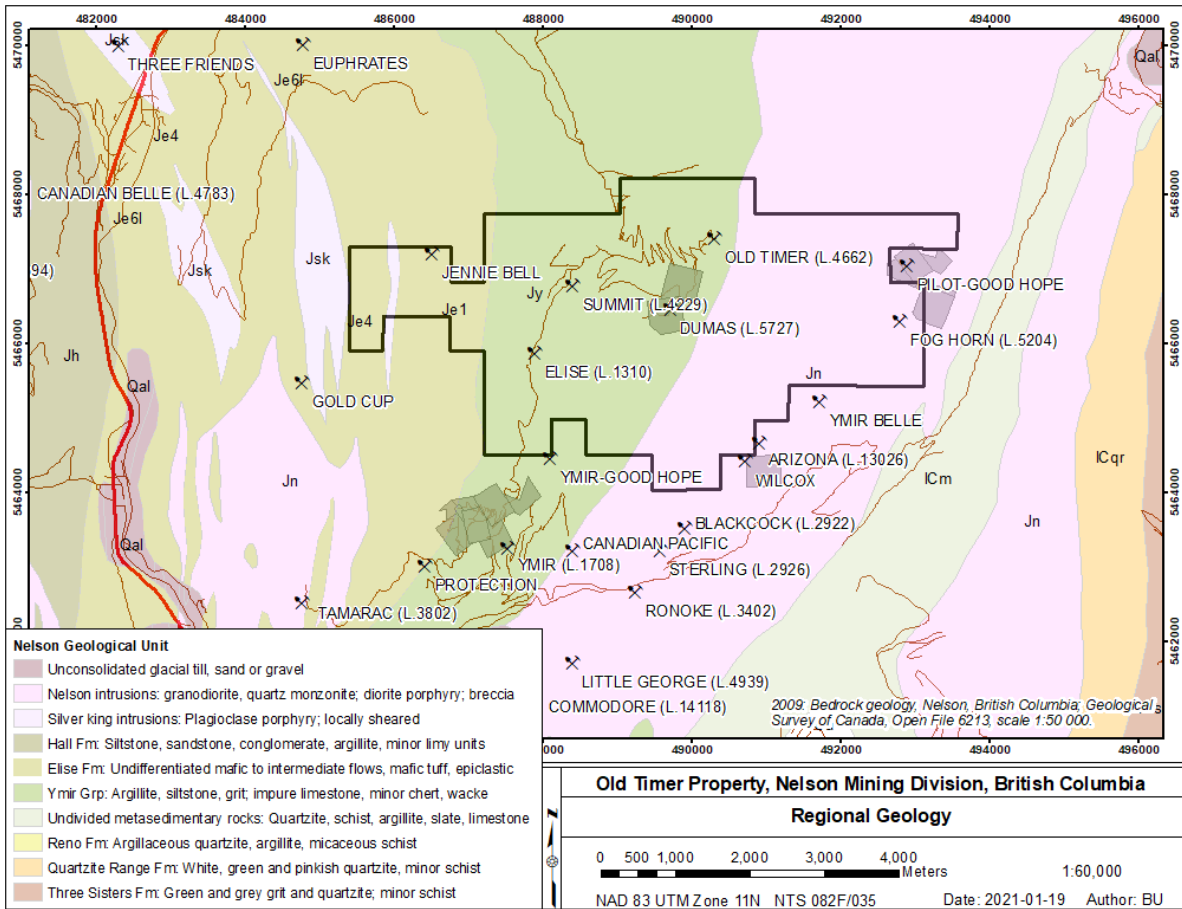 482000 484000 486000 488000 490000 492000 494000 496000
5470000
5470000
Jsk
THREE FRIENDS
EUPHRATES
Je6l
Qal
Je4
5468000
5468000
CANADIAN BELLE (L.4783)
Je6l
Jsk
Jsk
OLD TIMER (L.4662)
94)
JENNIE BELL
Jy
PILOT-GOOD HOPE
SUMMIT (L.4229)
Je1
Je4
DUMAS (L.5727)
FOG HORN (L.5204)
5466000
5466000
Jh
ELISE (L.1310)
Jn
Qal
GOLD CUP
YMIR BELLE
ARIZONA (L.13026)
lCqr
Jn
YMIR-GOOD HOPE
WILCOX
lCm
5464000
5464000
Jn
BLACKCOCK (L.2922)
Qal
CANADIAN PACIFIC
YMIR (L.1708)
STERLING (L.2926)
PROTECTION
TAMARAC (L.3802)
RONOKE (L.3402)
5462000
LITTLE GEORGE (L.4939)
COMMODORE (L.14118)
2009: Bedrock geology, Nelson, British Columbia; Geological
Survey of Canada, Open File 6213, scale 1:50 000.
490000 492000 494000 496000
Nelson Geological Unit
Unconsolidated glacial till, sand or gravel
Nelson intrusions: granodiorite, quartz monzonite; diorite porphyry; breccia
Silver king intrusions: Plagioclase porphyry; locally sheared
Hall Fm: Siltstone, sandstone, conglomerate, argillite, minor limy units
Elise Fm: Undifferentiated mafic to intermediate flows, mafic tuff, epiclastic
Ymir Grp: Argillite, siltstone, grit; impure limestone, minor chert, wacke
Undivided metasedimentary rocks: Quartzite, schist, argillite, slate, limestone
Reno Fm: Argillaceous quartzite, argillite, micaceous schist
Quartzite Range Fm: White, green and pinkish quartzite, minor schist
Three Sisters Fm: Green and grey grit and quartzite; minor schist
Old Timer Property, Nelson Mining Division, British Columbia
Regional Geology
N
0 500 1,000 2,000 3,000 4,000
Meters
1:60,000
NAD 83 UTM Zone 11N NTS 082F/035 Date: 2021-01-19 Author: BU